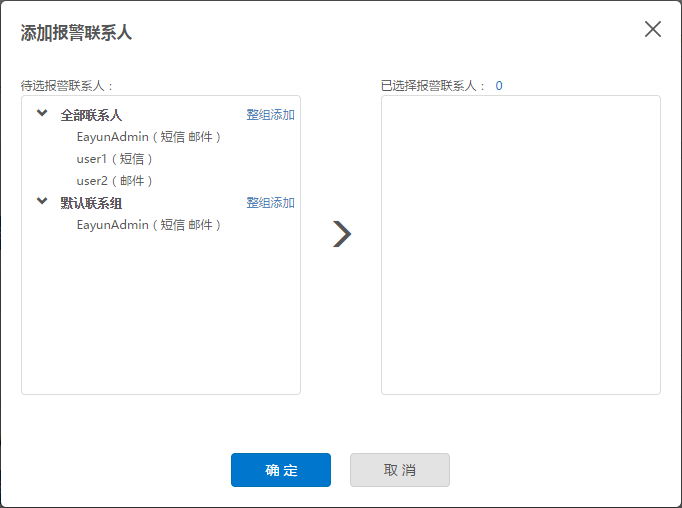 添加报警联系人
待选报警联系人：
全部联系人 整组添加
EayunAdmin（短信 邮件）
user1（短信）
user2（邮件）
默认联系组 整组添加
EayunAdmin（短信 邮件）
已选择报警联系人： 0
确 定
取 消